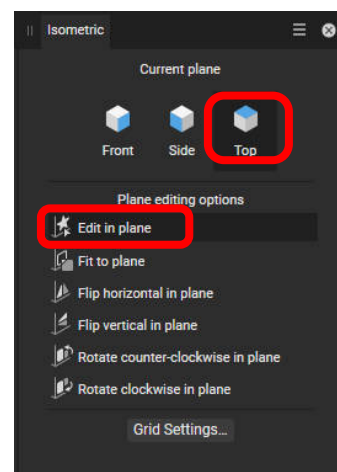 Isometric
Current plane
Front Side Top
Plane editing options
Edit in plane
Fit to plane
Flip horizontal in plane
Flip vertical in plane
Rotate counter-clockwise in plane
Rotate clockwise in plane
Grid Settings...